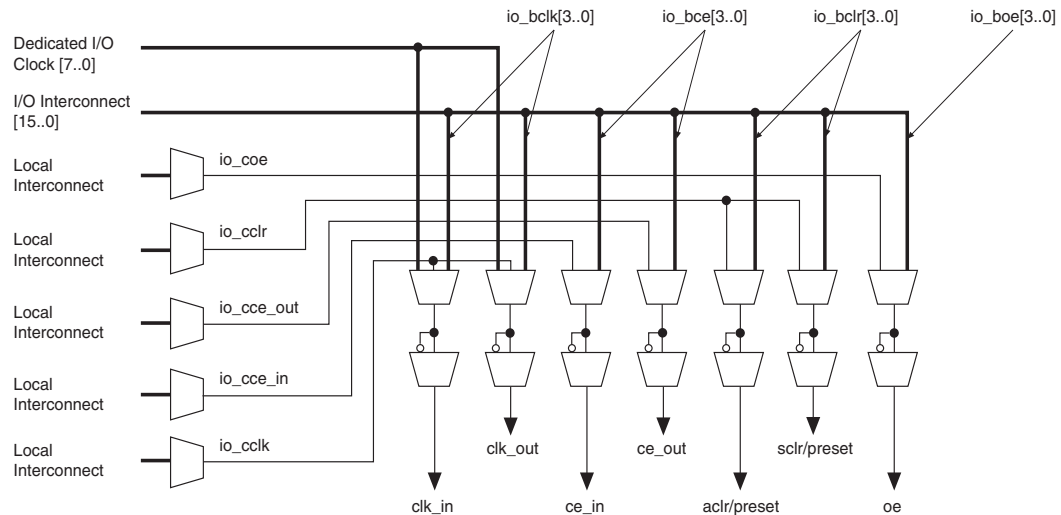 io_bclk[3..0]
io_bce[3..0]
io_bclr[3..0]
io_boe[3..0]
Dedicated I/O
Clock [7..0]
I/O Interconnect
[15..0]
Local
Interconnect
io_coe
Local
Interconnect
io_cclr
Local
Interconnect
io_cce_out
Local
Interconnect
io_cce_in
Local
Interconnect
io_cclk
clk_out
ce_out
sclr/preset
clk_in
ce_in
aclr/preset
oe